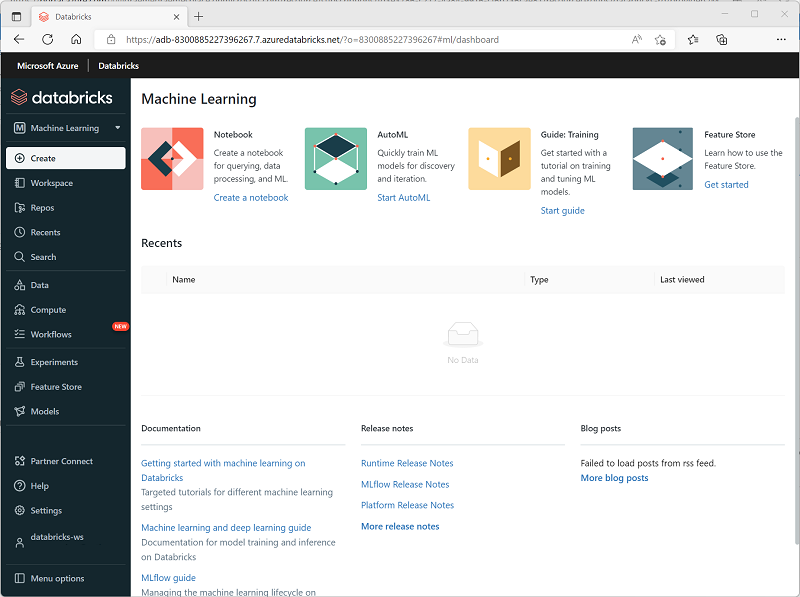 Databricks
https://adb-8300885227396267.7.azuredatabricks.net/?o=8300885227396267#ml/dashboard
Microsoft Azure
Databricks
databricks
Machine Learning
Create
Workspace
Repos
Recents
Search
Data
Compute
Workflows
NEW
Experiments
Feature Store
Models
Partner Connect
Help
Settings
databricks-ws
Menu options
Machine Learning
Notebook
Create a notebook
for querying, data
processing, and ML.
Create a notebook
AutoML
Quickly train ML
models for discovery
and iteration.
Start AutoML
Guide: Training
Get started with a
tutorial on training
and tuning ML
models.
Start guide
Feature Store
Learn how to use the
Feature Store.
Get started
Recents
Name Type Last viewed
No Data
Documentation
Getting started with machine learning on
Databricks
Targeted tutorials for different machine learning
settings
Machine learning and deep learning guide
Documentation for model training and inference
on Databricks
MLflow guide
Managing the machine learning lifecycle on
Release notes
Runtime Release Notes
MLflow Release Notes
Platform Release Notes
More release notes
Blog posts
Failed to load posts from rss feed.
More blog posts